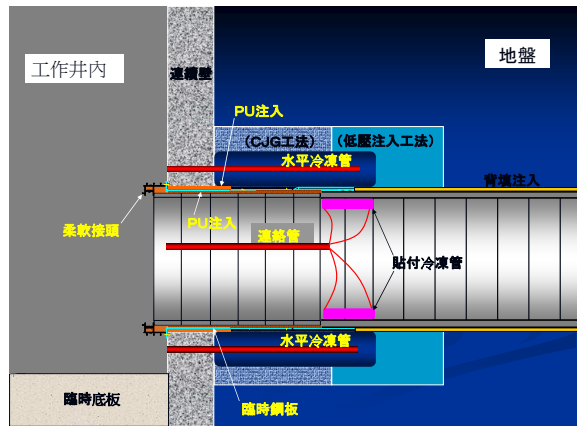 工作井內
地盤
連續壁
PU注入
(CJG工法)
(低壓注入工法)
水平冷凍管
背填注入
柔軟接頭
PU注入
連絡管
貼付冷凍管
水平冷凍管
臨時底板
臨時鋼板